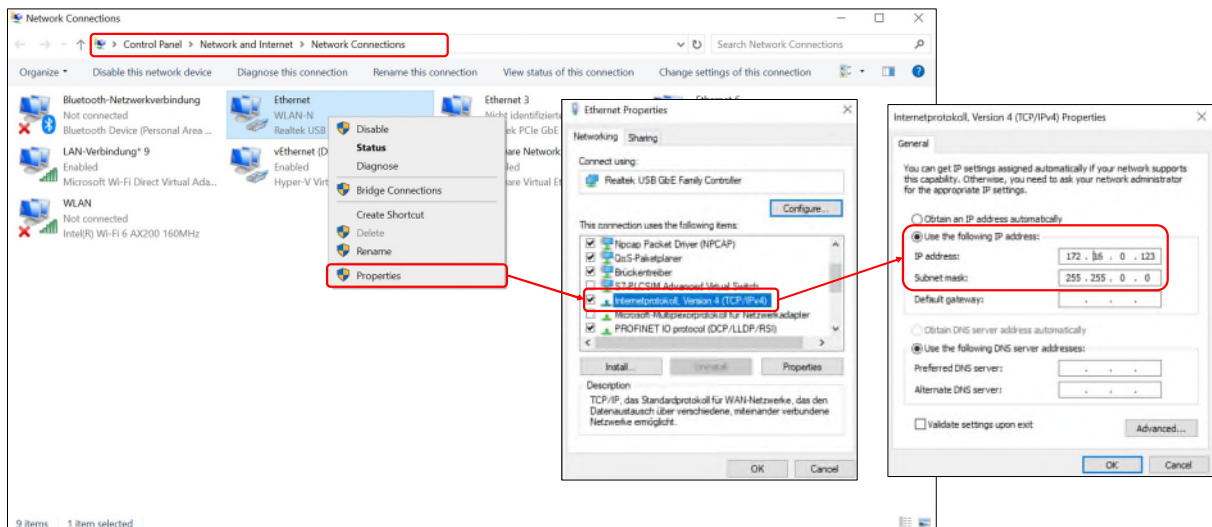 Network Connections
Control Panel > Network and Internet > Network Connections
Search Network Connections
Organize
Disable this network device
Diagnose this connection
Rename this connection
View status of this connection
Change settings of this connection
Bluetooth-Netzwerkverbindung
Not connected
Bluetooth Device (Personal Area ...
LAN-Verbindung* 9
Enabled
Microsoft Wi-Fi Direct Virtual Ada...
WLAN
Not connected
Intel(R) Wi-Fi 6 AX200 160MHz
Ethernet
WLAN-N
Realtek USB
vEthernet (D
Enabled
Hyper-V Virt
Ethernet 3
Nicht identifizierte
ek PCIe GbE
are Network
led
are Virtual Et
Disable
Status
Diagnose
Bridge Connections
Create Shortcut
Delete
Rename
Properties
Ethernet Properties
Networking
Sharing
Connect using:
Realtek USB GbE Family Controller
Configure...
This connection uses the following items:
Npcap Packet Driver (NPCAP)
QoS-Paketplaner
Brückentreiber
S7-PLCSIM Advanced Virtual Switch
Internetprotokoll, Version 4 (TCP/IPv4)
Microsoft-Multiplexorprotokoll für Netzwerkadapter
PROFINET IO protocol (DCP/LLDP/RSI)
Install...
Uninstall
Properties
Description
TCP/IP, das Standardprotokoll für WAN-Netzwerke, das den
Datenaustausch über verschiedene, miteinander verbundene
Netzwerke ermöglicht.
OK
Cancel
Internetprotokoll, Version 4 (TCP/IPv4) Properties
General
You can get IP settings assigned automatically if your network supports
this capability. Otherwise, you need to ask your network administrator
for the appropriate IP settings.
Obtain an IP address automatically
Use the following IP address:
IP address: 172 . 16 . 0 . 123
Subnet mask: 255 . 255 . 0 . 0
Default gateway: . . .
Obtain DNS server address automatically
Use the following DNS server addresses:
Preferred DNS server: . . .
Alternate DNS server: . . .
Validate settings upon exit
Advanced...
OK
Cancel
9 items
1 item selected